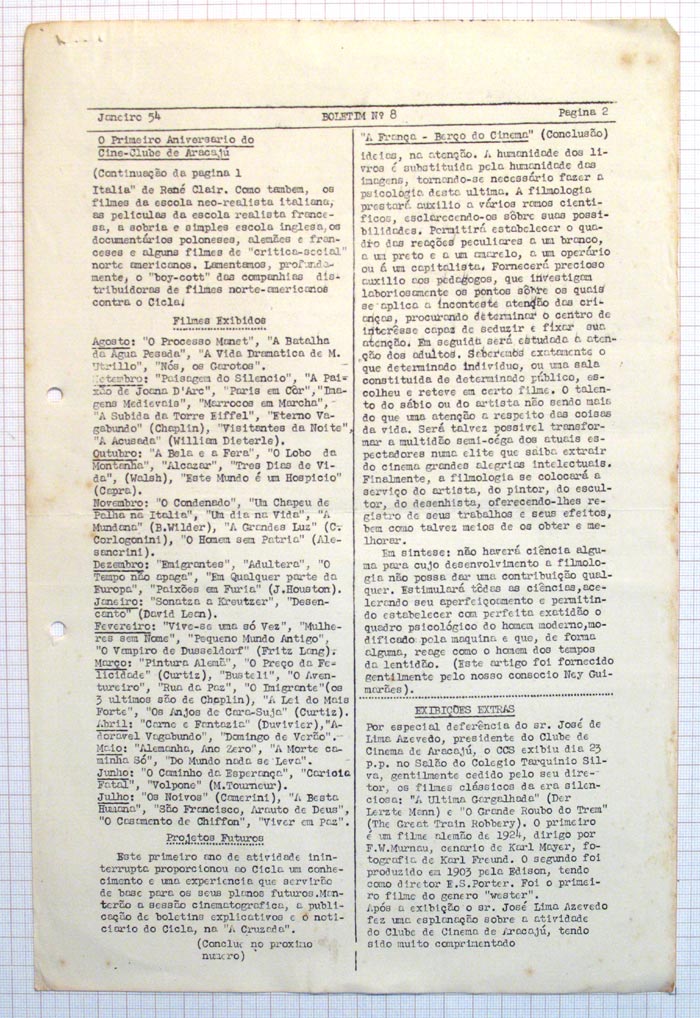 Janeiro 54
BOLETIM Nº 8
Pagina 2
O Primeiro Aniversario do
Cine-Clube de Aracajú
(Continuação da pagina 1
Italia" de René Clair. Como tambem, os
filmes da escola neo-realista italiana,
as peliculas da escola realista france-
sa, a sobria e simples escola inglesa,os
documentários poloneses, alemães e fran-
ceses e alguns filmes de "critica-social"
norte americanos. Lamentamos, profunda-
mente, o "boy-cott" das companhias dis-
tribuidoras de filmes norte-americanos
contra o Cicla.
Filmes Exibidos
Agosto: "O Processo Manet", "A Batalha
da Agua Pesada", "A Vida Dramatica de M.
Utrillo", "Nós, os Garotos".
Setembro: "Paisagem do Silencio", "A Pai-
xão de Joana D'Arc", "Paris em Côr","Ima-
gens Medievais", "Marrocos em Marcha",
"A Subida da Torre Eiffel", "Eterno Va-
gabundo" (Chaplin), "Visitantes da Noite",
"A Acusada" (William Dieterle).
Outubro: "A Bela e a Fera", "O Lobo da
Montanha", "Alcazar", "Tres Dias de Vi-
da", (Walsh), "Este Mundo é um Hospicio"
(Capra).
Novembro: "O Condenado", "Um Chapeu de
Palha na Italia", "Um dia na Vida", "A
Mundana" (B.Wilder), "A Grandes Luz" (C.
Corlogonini), "O Homem sem Patria" (Ale-
sancrini).
Dezembro: "Emigrantes", "Adultera", "O
Tempo não apaga", "Em Qualquer parte da
Europa", "Paixões em Furia" (J.Houston).
Janeiro: "Sonatza a Kreutzer", "Desen-
canto" (David Lean).
Fevereiro: "Vive-se uma só Vez", "Mulhe-
res sem Nome", "Pequeno Mundo Antigo",
"O Vampiro de Dusseldorf" (Fritz Lang).
Março: "Pintura Alemã", "O Preço da Fe-
licidade" (Curtiz), "Busteli", "O Aven-
tureiro", "Rua da Paz", "O Imigrante"(os
3 ultimos são de Chaplin), "A Lei do Mais
Forte", "Os Anjos de Cara-Suja" (Curtiz).
Abril: "Carne e Fantazia" (Duvivier),"A-
doravel Vagabundo", "Domingo de Verão".
Maio: "Alemanha, Ano Zero", "A Morte ca-
minha Só", "Do Mundo nada se Leva".
Junho: "O Caminho da Esperança", "Caricia
Fatal", "Volpone" (M.Tourneur).
Julho: "Os Noivos" (Camerini), "A Besta
Humana", "São Francisco, Arauto de Deus",
"O Casamento de Chiffon", "Viver em Paz".
Projetos Futuros
Este primeiro ano de atividade inin-
terrupta proporcionou ao Cicla um conhe-
cimento e uma experiencia que servirão
de base para os seus planos futuros.Man-
terão a sessão cinematografica, a publi-
cação de boletins explicativos e o noti-
ciario do Cicla, na "A Cruzada".
(Conclue no proximo
numero)
"A França - Berço do Cinema" (Conclusão)
ideias, na atenção. A humanidade dos li-
vros é substituida pela humanidade das
imagens, tornando-se necessário fazer a
psicologia desta ultima. A filmologia
prestará auxilio a vários ramos cienti-
ficos, esclarecendo-os sôbre suas possi-
bilidades. Permitirá estabelecer o qua-
dro das reações peculiares a um branco,
a um preto e a um amarelo, a um operário
ou á um capitalista. Fornecerá precioso
auxilio aos pedagogos, que investigam
laboriosamente os pontos sôbre os quais
se aplica a inconteste atenção das cri-
anças, procurando determinar o centro de
interêsse capaz de seduzir e fixar sua
atenção. Em seguida será estudada a aten-
ção dos adultos. Saberemos exatamente o
que determinado individuo, ou uma sala
constituida de determinado público, es-
colheu e reteve em certo filme. O talen-
to do sábio ou do artista não sendo mais
do que uma atenção a respeito das coisas
da vida. Será talvez possivel transfor-
mar a multidão semi-céga dos atuais es-
pectadores numa elite que saiba extrair
do cinema grandes alegrias intelectuais.
Finalmente, a filmologia se colocará a
serviço do artista, do pintor, do escul-
tor, do desenhista, oferecendo-lhes re-
gistro de seus trabalhos e seus efeitos,
bem como talvez meios de os obter e me-
lhorar.
Em sintese: não haverá ciência algu-
ma para cujo desenvolvimento a filmolo-
gia não possa dar uma contribuição qual-
quer. Estimulará tôdas as ciências,ace-
lerando seu aperfeiçoamento e permitin-
do estabelecer com perfeita exatidão o
quadro psicológico do homem moderno,mo-
dificado pela maquina e que, de forma
alguma, reage como o homem dos tempos
da lentidão. (Este artigo foi fornecido
gentilmente pelo nosso consocio Ney Gui-
marães).
EXIBIÇÕES EXTRAS
Por especial deferência do sr. José de
Lima Azevedo, presidente do Clube de
Cinema de Aracajú, o CCS exibiu dia 23
p.p. no Salão do Colegio Tarquinio Sil-
va, gentilmente cedido pelo seu dire-
tor, os filmes clássicos da era silen-
ciosa: "A Ultima Gargalhada" (Der
Lerzte Mann) e "O Grande Roubo do Trem"
(The Great Train Robbery). O primeiro
é um filme alemão de 1924, dirigo por
F.W.Murnau, cenario de Karl Mayer, fo-
tografia de Karl Freund. O segundo foi
produzido em 1903 pela Edison, tendo
como diretor E.S.Porter. Foi o primei-
ro filme do genero "wester".
Após a exibição o sr. José Lima Azevedo
fez uma esplanação sobre a atividade
do Clube de Cinema de Aracajú, tendo
sido muito comprimentado